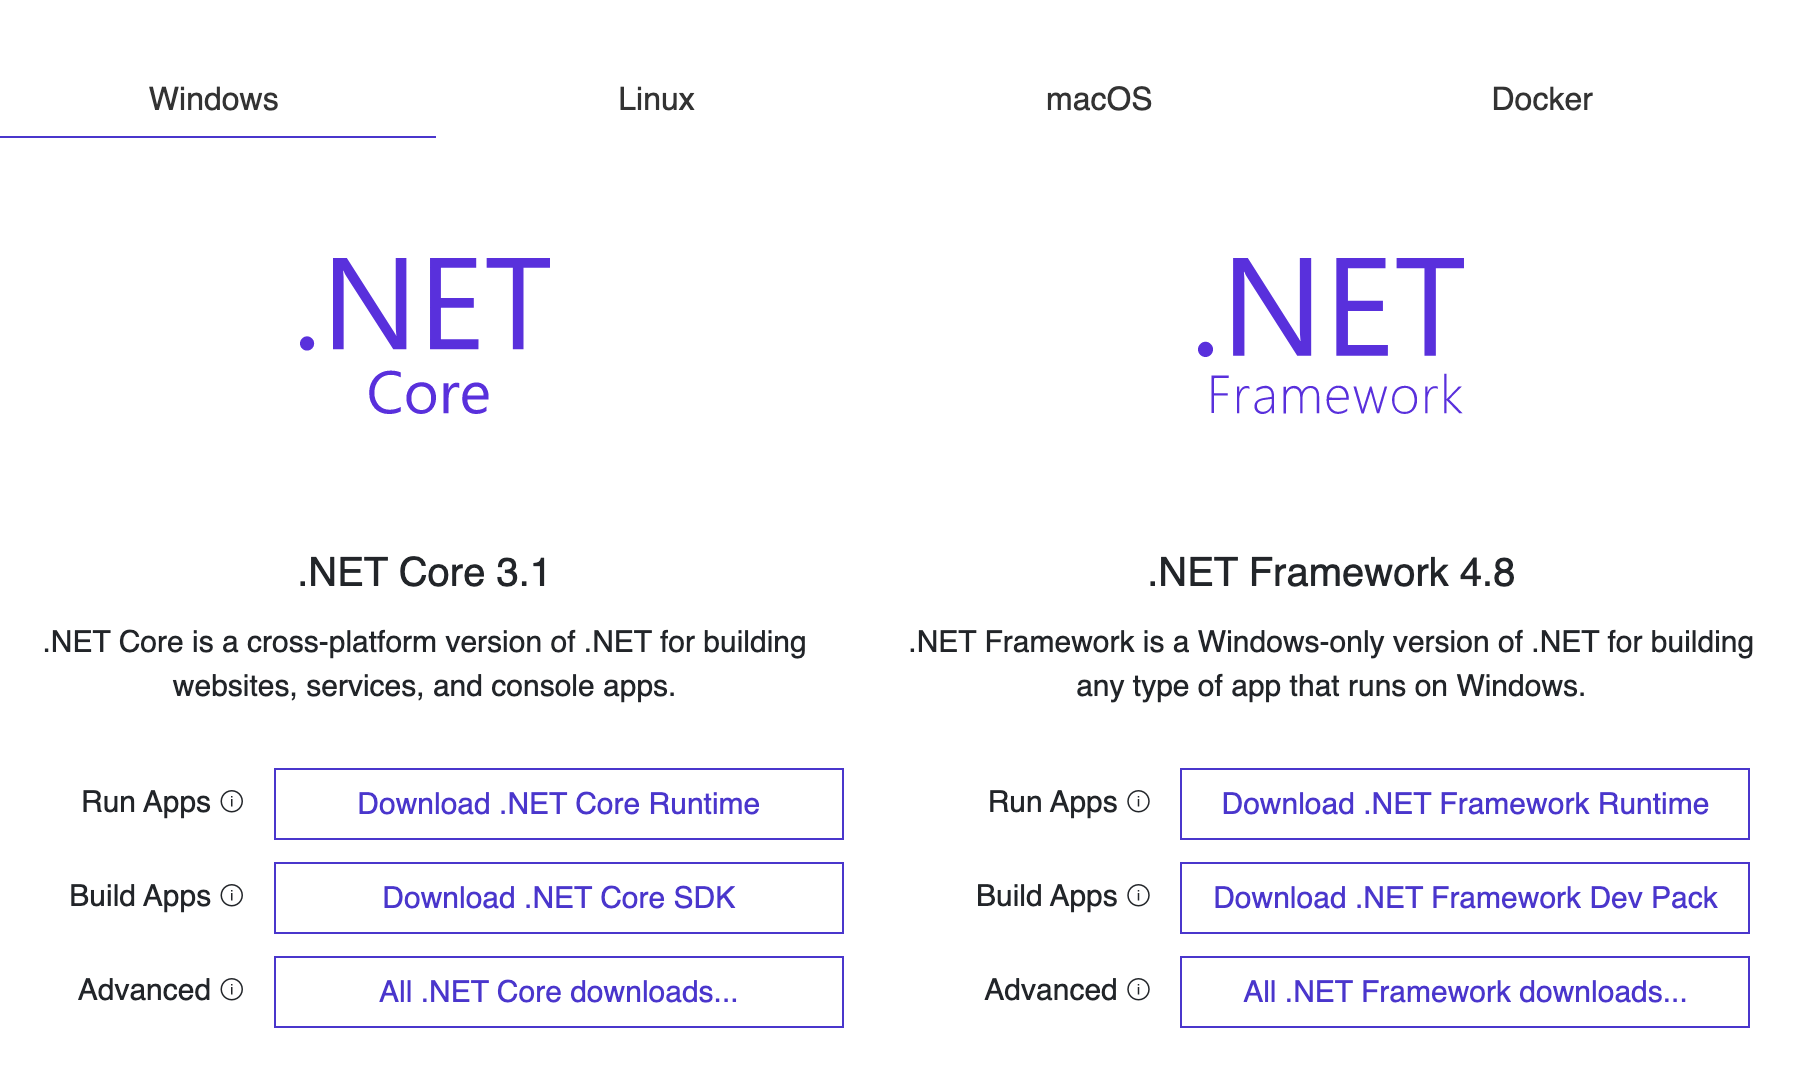 Windows
Linux
macOS
Docker
.NET
Core
.NET
Framework
.NET Core 3.1
.NET Core is a cross-platform version of .NET for building
websites, services, and console apps.
Run Apps
Download .NET Core Runtime
Build Apps
Download .NET Core SDK
Advanced
All .NET Core downloads...
.NET Framework 4.8
.NET Framework is a Windows-only version of .NET for building
any type of app that runs on Windows.
Run Apps
Download .NET Framework Runtime
Build Apps
Download .NET Framework Dev Pack
Advanced
All .NET Framework downloads...